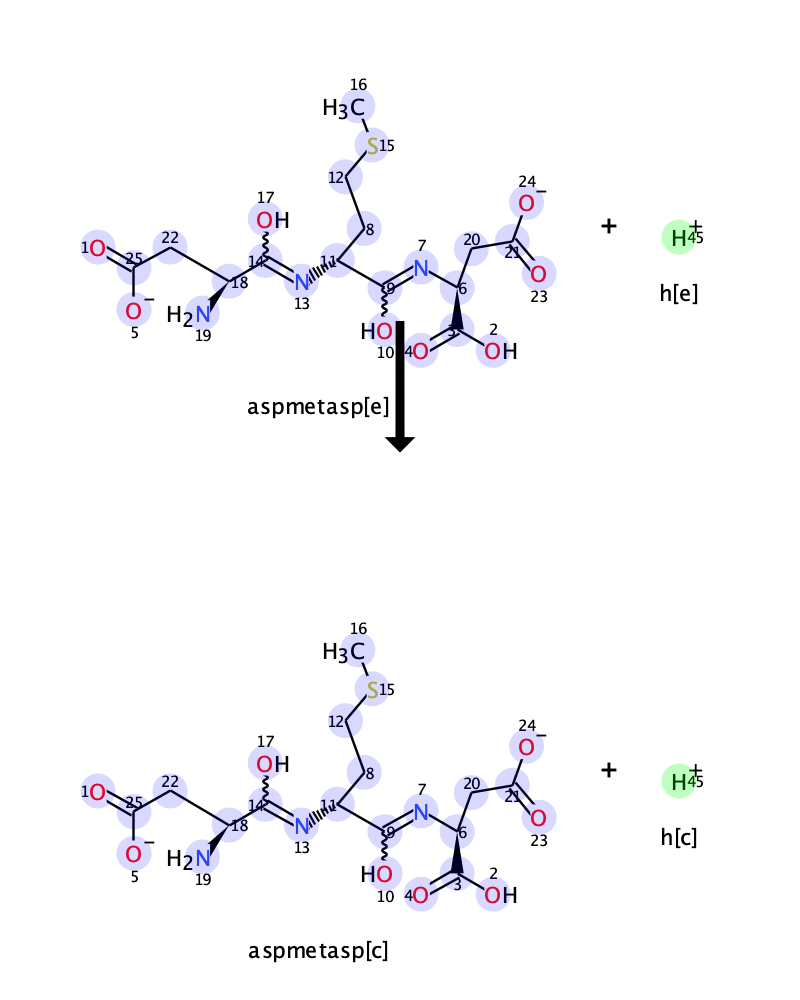 16
H₃C
S15
12
17
OH
8
24
O⁻
1O
25
22
14
11
7
20
21
+
H⁺45
18
N
13
9
N
6
O
23
O⁻
5
H₂N
19
HO
10
3
4O
2
OH
h[e]
aspmetasp[e]
16
H₃C
S15
12
17
OH
8
24
O⁻
1O
25
22
14
11
7
20
21
+
H⁺45
18
N
13
9
N
6
O
23
O⁻
5
H₂N
19
HO
10
3
4O
2
OH
h[c]
aspmetasp[c]